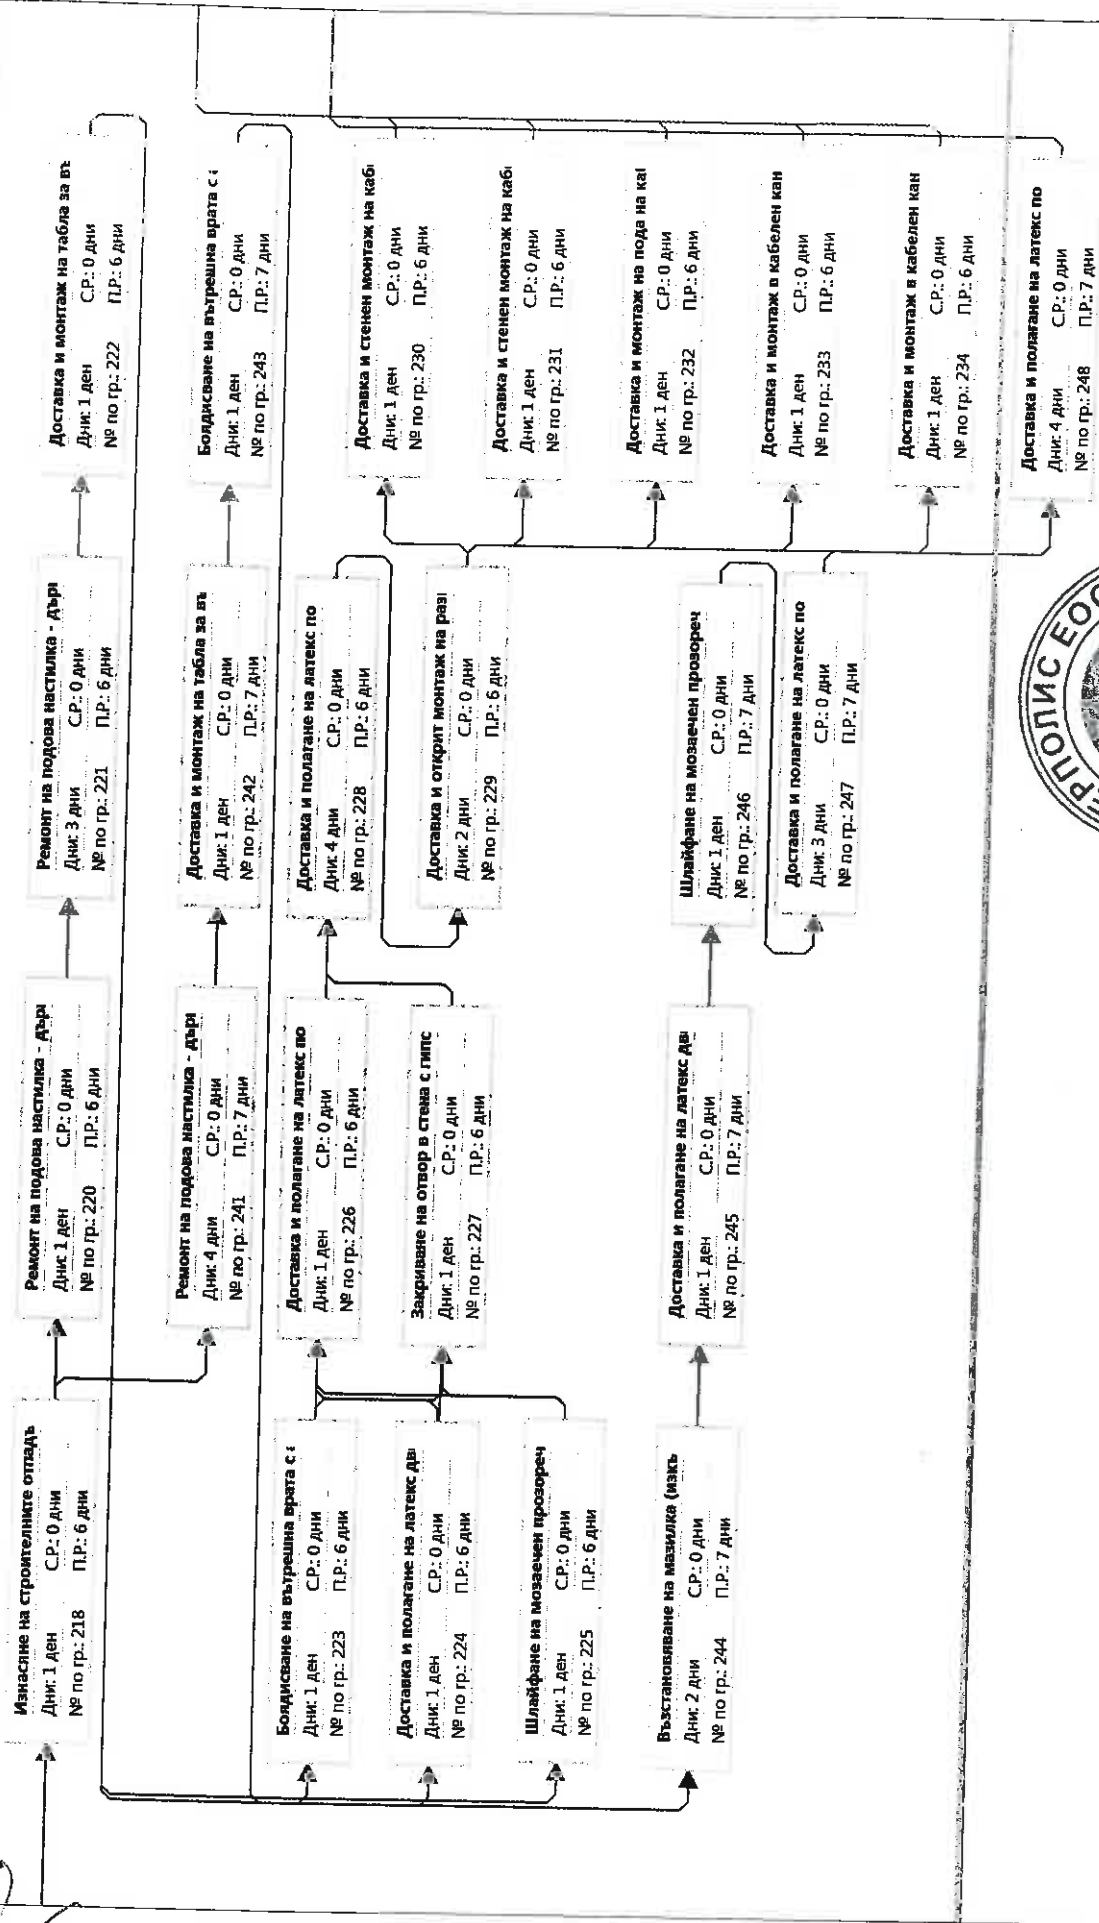 Изнасяне на строителните отпадъ
Дни: 1 ден С.Р.: 0 дни
№ по гр.: 218 П.Р.: 6 дни
Ремонт на подова настилка - дърв
Дни: 1 ден С.Р.: 0 дни
№ по гр.: 220 П.Р.: 6 дни
Ремонт на подова настилка - дърв
Дни: 3 дни С.Р.: 0 дни
№ по гр.: 221 П.Р.: 6 дни
Доставка и монтаж на табла за въ
Дни: 1 ден С.Р.: 0 дни
№ по гр.: 222 П.Р.: 6 дни
Ремонт на подова настилка - дърв
Дни: 4 дни С.Р.: 0 дни
№ по гр.: 241 П.Р.: 7 дни
Доставка и монтаж на табла за въ
Дни: 1 ден С.Р.: 0 дни
№ по гр.: 242 П.Р.: 7 дни
Боядисване на вътрешна врата с
Дни: 1 ден С.Р.: 0 дни
№ по гр.: 243 П.Р.: 7 дни
Боядисване на вътрешна врата с
Дни: 1 ден С.Р.: 0 дни
№ по гр.: 223 П.Р.: 6 дни
Доставка и полагане на латекс по
Дни: 1 ден С.Р.: 0 дни
№ по гр.: 226 П.Р.: 6 дни
Доставка и полагане на латекс по
Дни: 4 дни С.Р.: 0 дни
№ по гр.: 228 П.Р.: 6 дни
Доставка и стенен монтаж на каб
Дни: 1 ден С.Р.: 0 дни
№ по гр.: 230 П.Р.: 6 дни
Доставка и полагане на латекс дв
Дни: 1 ден С.Р.: 0 дни
№ по гр.: 224 П.Р.: 6 дни
Закриване на отвор в стена с гипс
Дни: 1 ден С.Р.: 0 дни
№ по гр.: 227 П.Р.: 6 дни
Доставка и открит монтаж на раз
Дни: 2 дни С.Р.: 0 дни
№ по гр.: 229 П.Р.: 6 дни
Доставка и стенен монтаж на каб
Дни: 1 ден С.Р.: 0 дни
№ по гр.: 231 П.Р.: 6 дни
Шлайфане на мозаечен прозореч
Дни: 1 ден С.Р.: 0 дни
№ по гр.: 225 П.Р.: 6 дни
Доставка и монтаж на пода на ка
Дни: 1 ден С.Р.: 0 дни
№ по гр.: 232 П.Р.: 6 дни
Възстановяване на мазилка (изкъ
Дни: 2 дни С.Р.: 0 дни
№ по гр.: 244 П.Р.: 7 дни
Доставка и полагане на латекс дв
Дни: 1 ден С.Р.: 0 дни
№ по гр.: 245 П.Р.: 7 дни
Шлайфане на мозаечен прозореч
Дни: 1 ден С.Р.: 0 дни
№ по гр.: 246 П.Р.: 7 дни
Доставка и монтаж в кабелен кан
Дни: 1 ден С.Р.: 0 дни
№ по гр.: 233 П.Р.: 6 дни
Доставка и полагане на латекс по
Дни: 3 дни С.Р.: 0 дни
№ по гр.: 247 П.Р.: 7 дни
Доставка и монтаж в кабелен кан
Дни: 1 ден С.Р.: 0 дни
№ по гр.: 234 П.Р.: 6 дни
Доставка и полагане на латекс по
Дни: 4 дни С.Р.: 0 дни
№ по гр.: 248 П.Р.: 7 дни